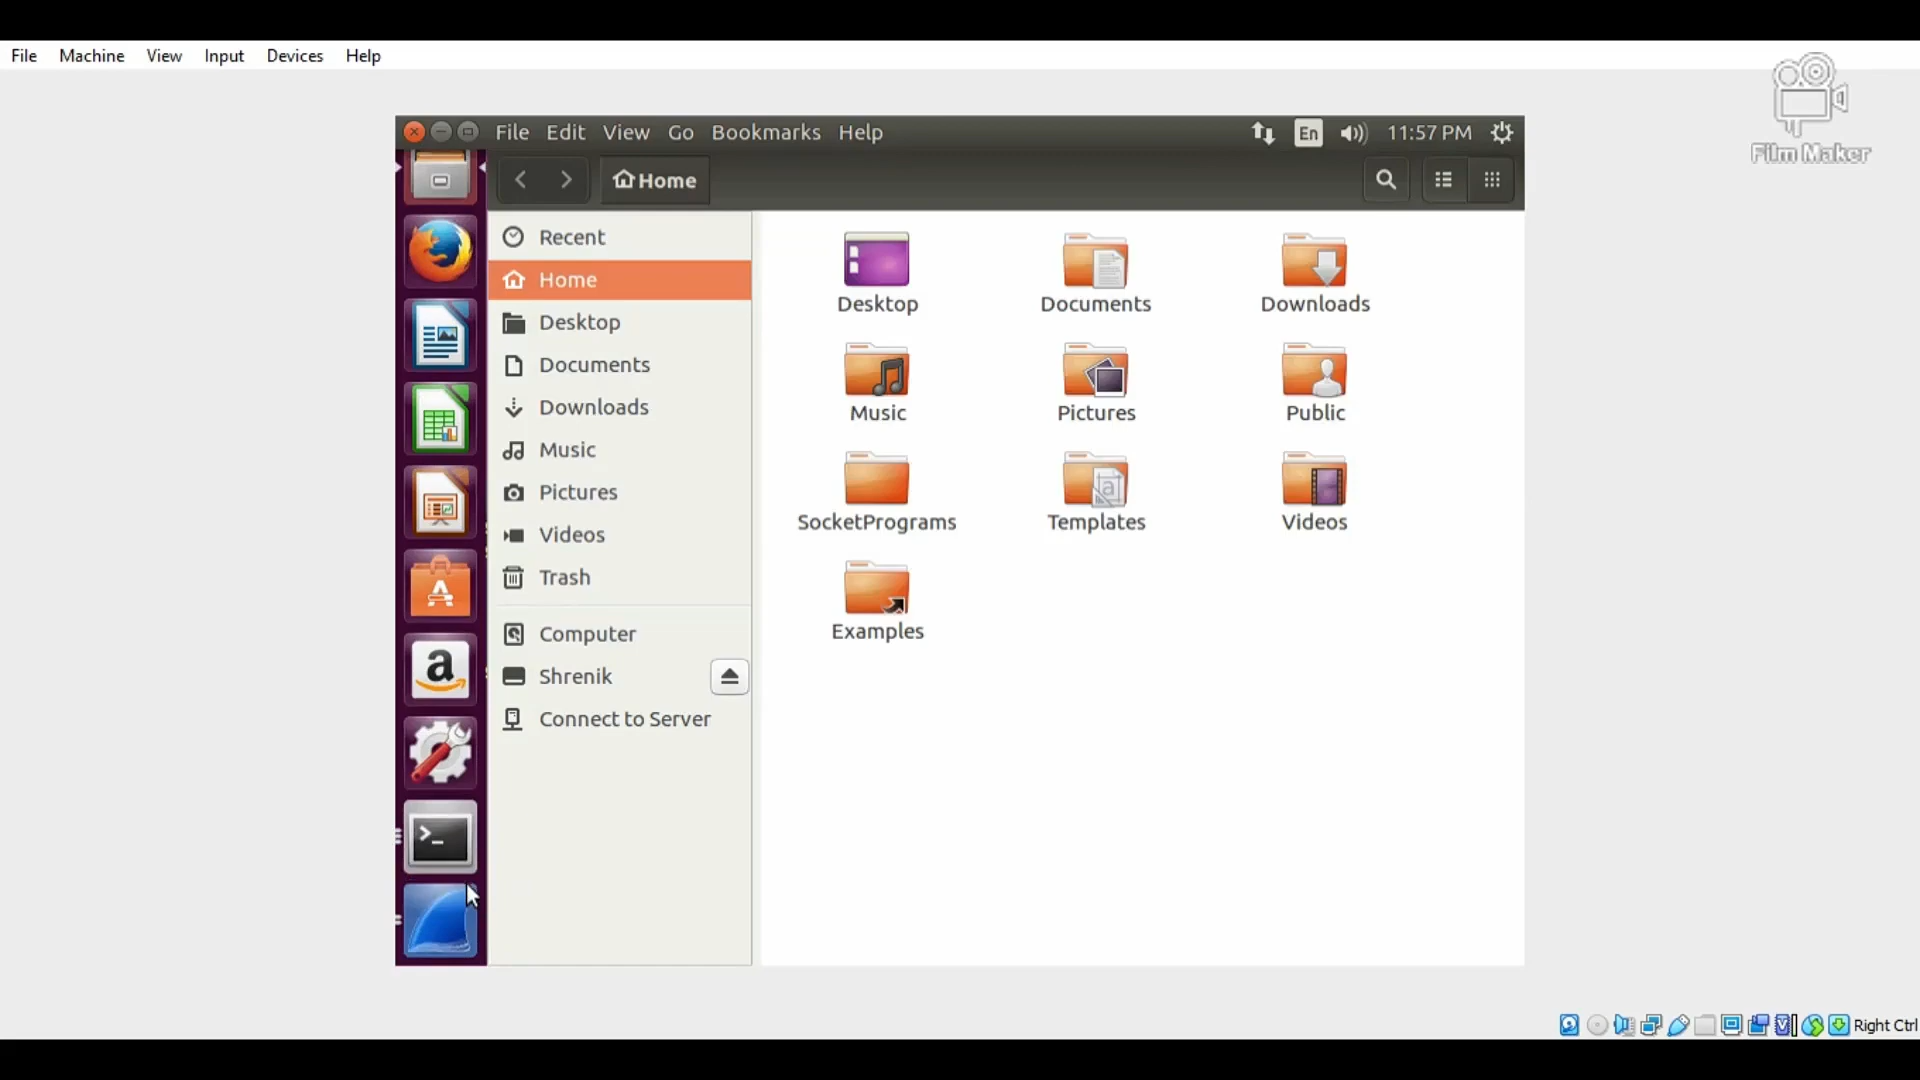 File Machine View Input Devices Help
Film Maker
File Edit View Go Bookmarks Help En 11:57 PM
Home
Recent
Home
Desktop
Documents
Downloads
Music
Pictures
Videos
Trash
Computer
Shrenik
Connect to Server
Desktop Documents Downloads
Music Pictures Public
SocketPrograms Templates Videos
Examples
Right Ctrl